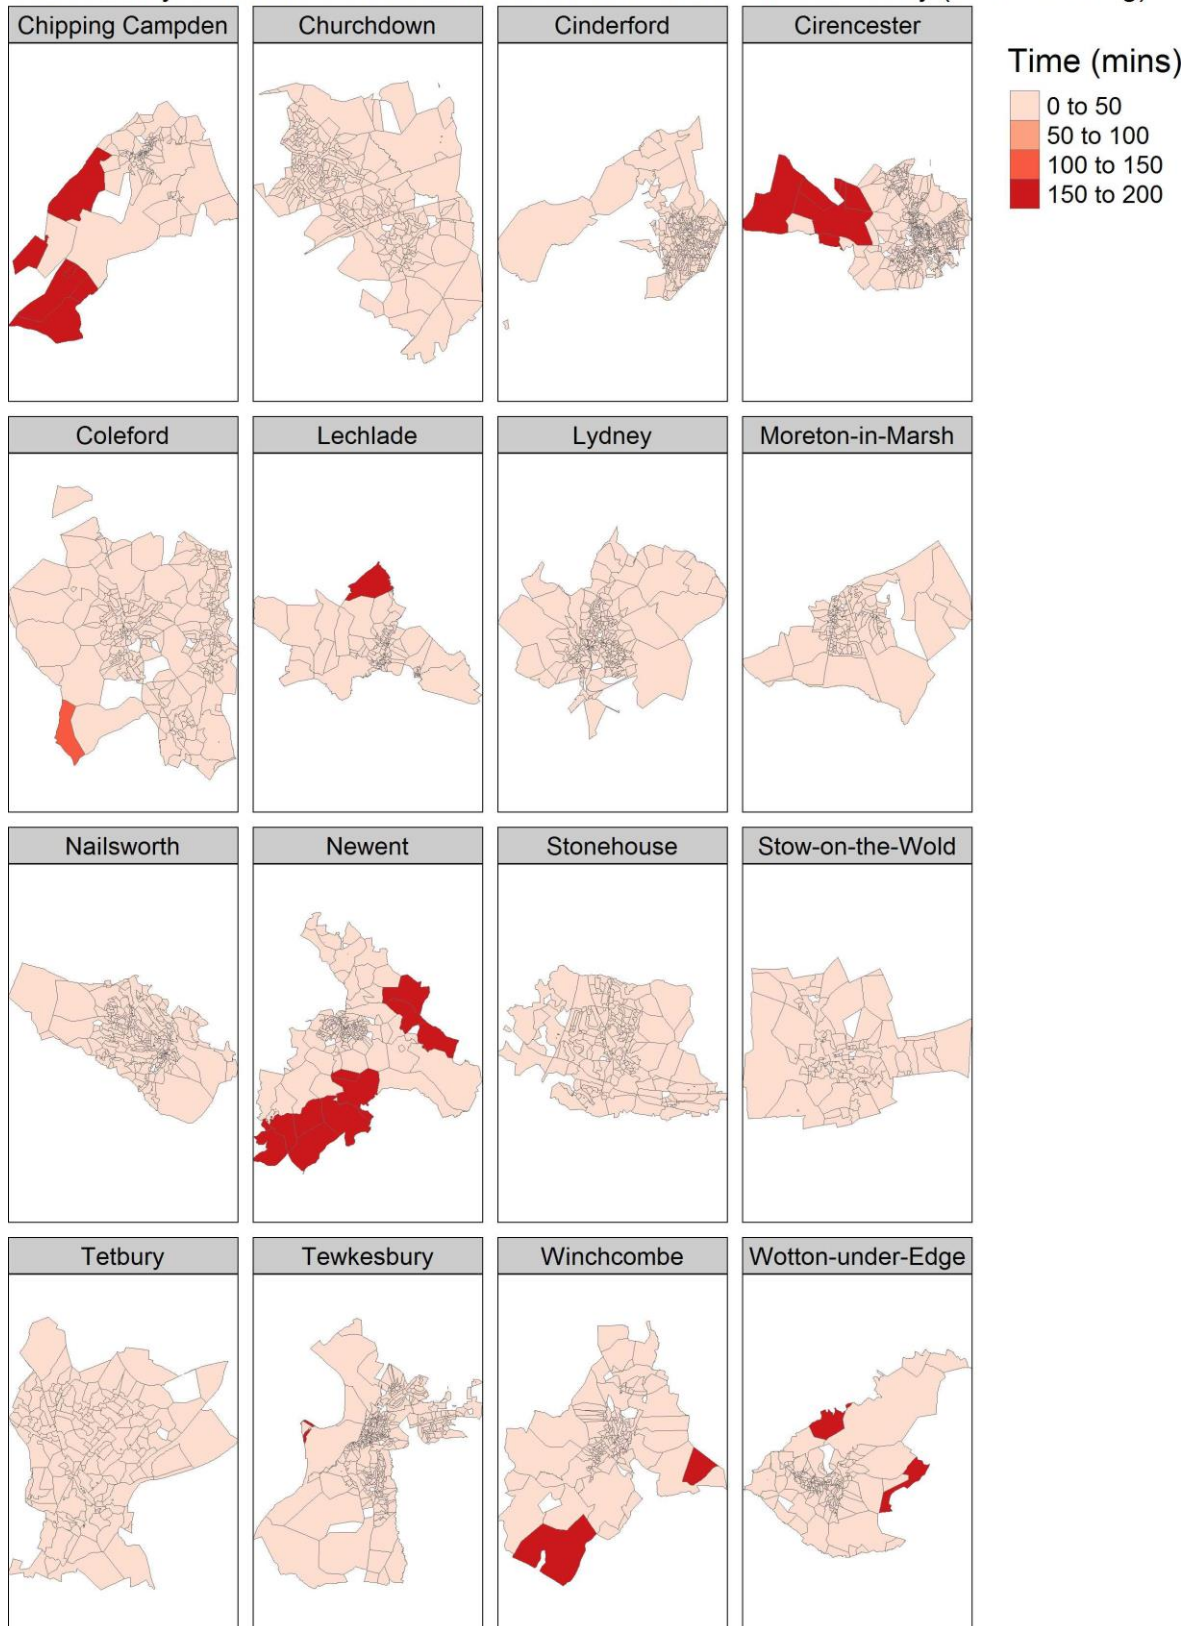 Chipping Campden
Churchdown
Cinderford
Cirencester
Time (mins)
0 to 50
50 to 100
100 to 150
150 to 200
Coleford
Lechlade
Lydney
Moreton-in-Marsh
Nailsworth
Newent
Stonehouse
Stow-on-the-Wold
Tetbury
Tewkesbury
Winchcombe
Wotton-under-Edge